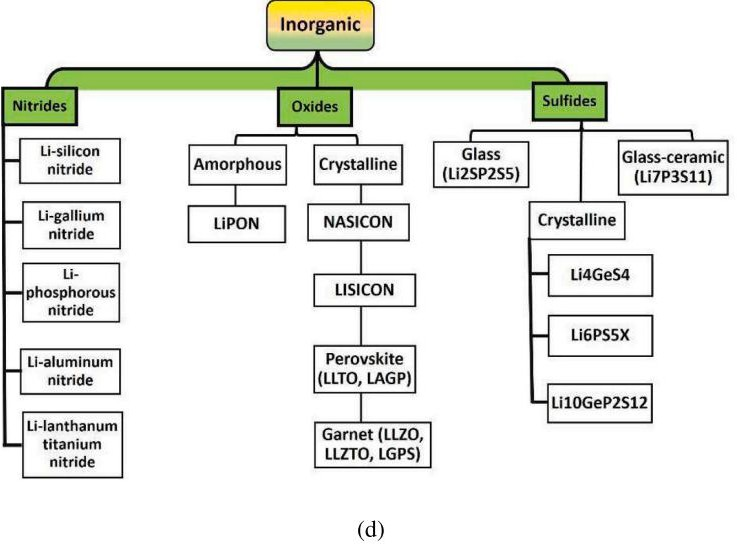 Inorganic
Nitrides
Oxides
Sulfides
Li-silicon
nitride
Li-gallium
nitride
Li-
phosphorous
nitride
Li-aluminum
nitride
Li-lanthanum
titanium
nitride
Amorphous
LiPON
Crystalline
NASICON
LISICON
Perovskite
(LLTO, LAGP)
Garnet (LLZO,
LLZTO, LGPS)
Glass
(Li2SP2S5)
Crystalline
Li4GeS4
Li6PS5X
Li10GeP2S12
Glass-ceramic
(Li7P3S11)
(d)